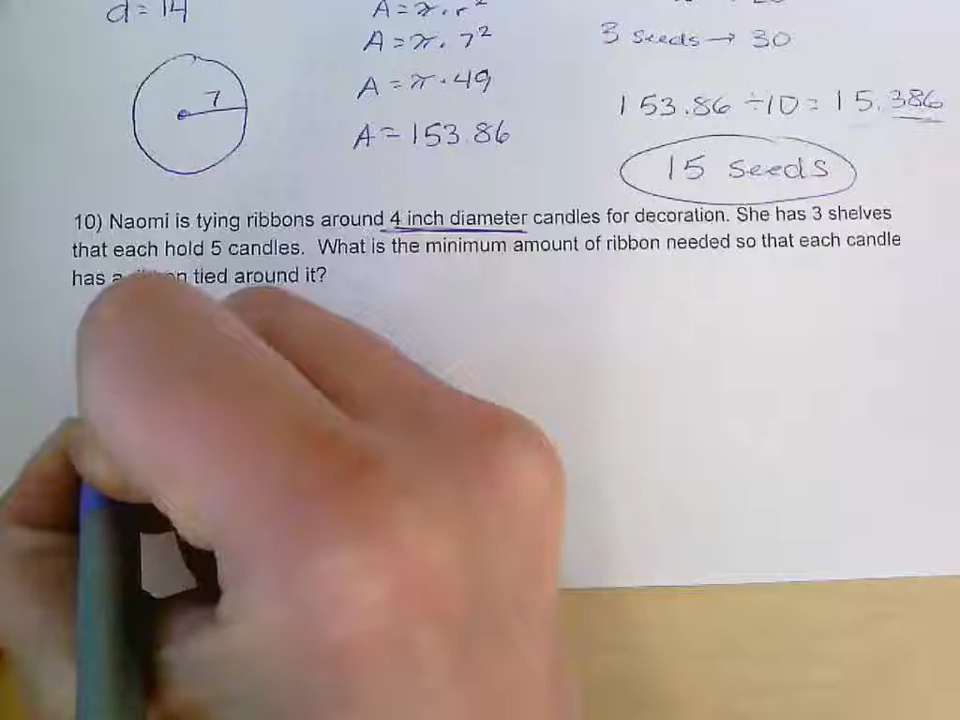 d = 14
A = π · r²
A = π · 7²
7
A = π · 49
A = 153.86
3 seeds → 30
153.86 ÷ 10 = 15.386
15 seeds
10) Naomi is tying ribbons around 4 inch diameter candles for decoration. She has 3 shelves
that each hold 5 candles. What is the minimum amount of ribbon needed so that each candle
has a tied around it?